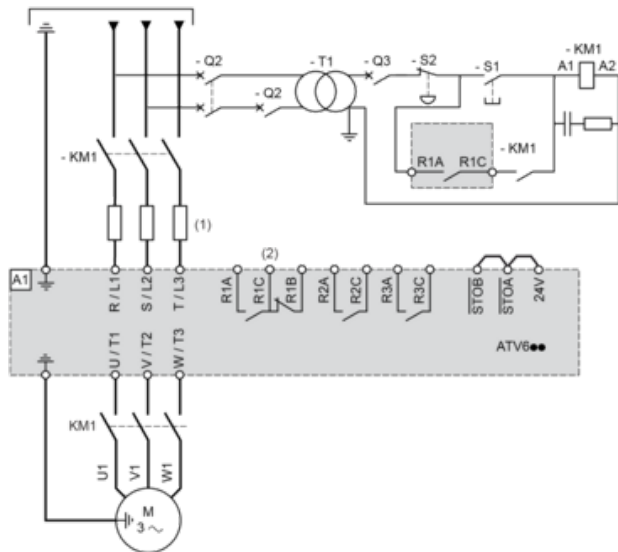 - Q2
- T1
- Q3
- S2
- S1
- KM1
A1
A2
- Q2
- KM1
R1A
R1C
- KM1
(1)
(2)
A1
R / L1
S / L2
T / L3
R1A
R1C
R1B
R2A
R2C
R3A
R3C
STOB
STOA
24V
U / T1
V / T2
W / T3
ATV6●●
KM1
U1
V1
W1
M
3 ~